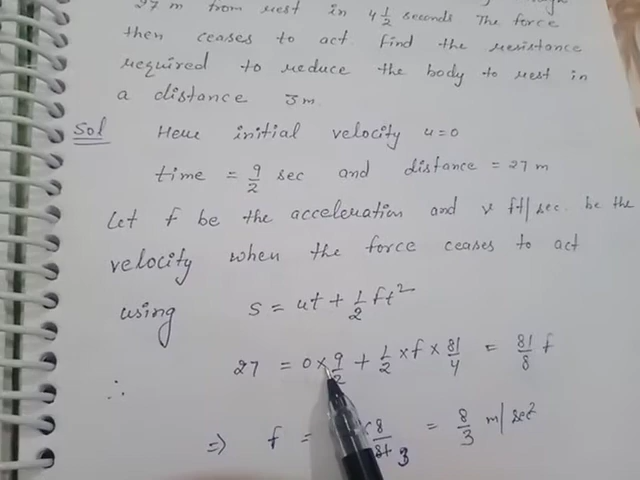 27 m from rest in 4 1/2 seconds The force
then ceases to act. Find the resistance
required to reduce the body to rest in
a distance 3m.
Sol Here initial velocity u=0
time = 9/2 sec and distance = 27 m
Let f be the acceleration and v ft/sec. be the
velocity when the force ceases to act
using s = ut + 1/2 ft²
∴ 27 = 0 × 9/2 + 1/2 × f × 81/4 = 81/8 f
⇒ f = × 8/81 3 = 8/3 m/sec²